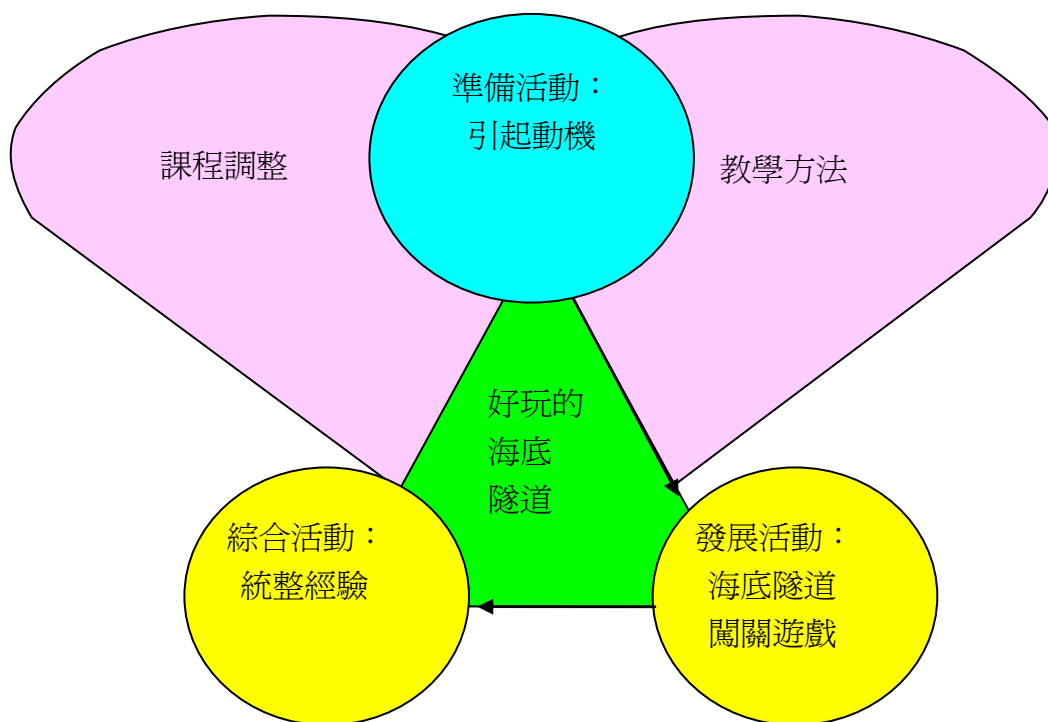 準備活動：
引起動機
課程調整
教學方法
好玩的
海底
隧道
綜合活動：
統整經驗
發展活動：
海底隧道
闖關遊戲